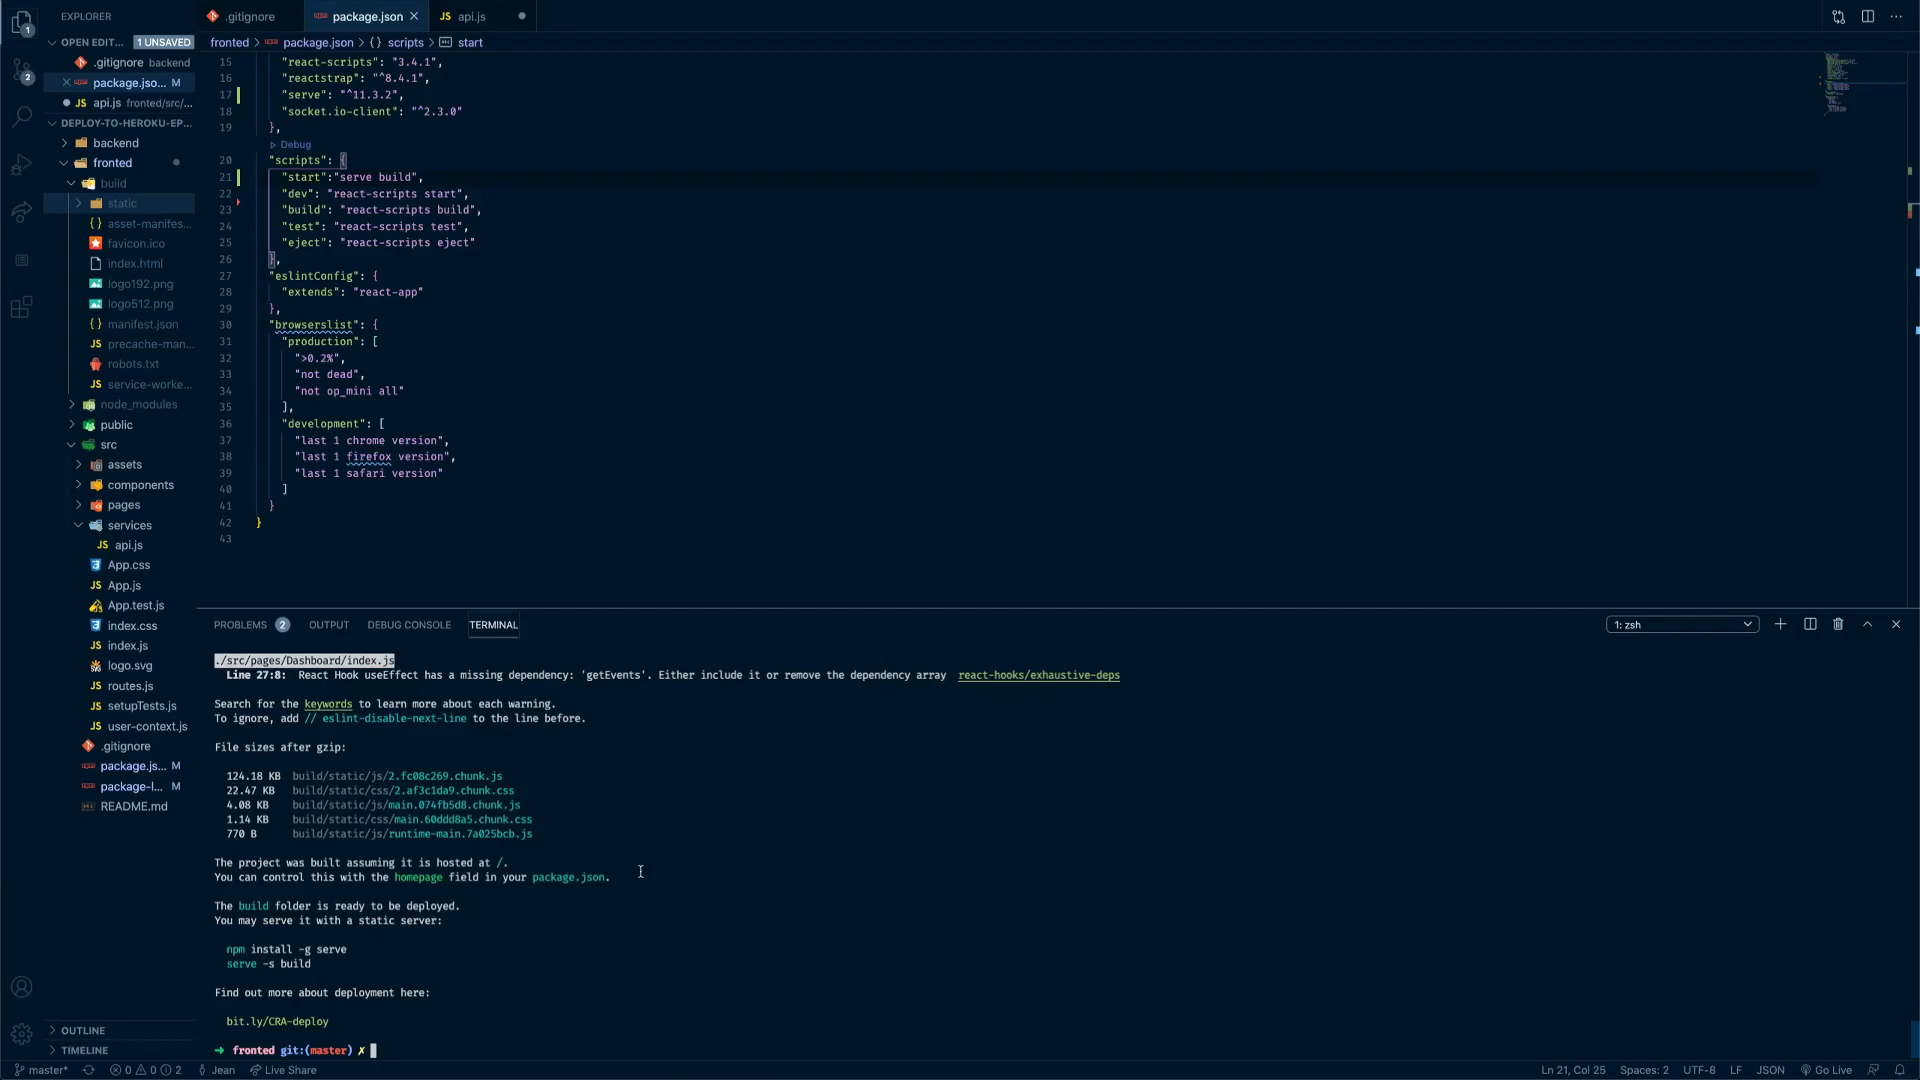 EXPLORER
.gitignore
package.json
api.js
OPEN EDIT... 1 UNSAVED
fronted > package.json > {} scripts > start
.gitignore backend
package.jso... M
api.js fronted/src/...
DEPLOY-TO-HEROKU-EP...
backend
fronted
build
static
asset-manifes...
favicon.ico
index.html
logo192.png
logo512.png
manifest.json
precache-man...
robots.txt
service-worke...
node_modules
public
src
assets
components
pages
services
api.js
App.css
App.js
App.test.js
index.css
index.js
logo.svg
routes.js
setupTests.js
user-context.js
.gitignore
package.js... M
package-l... M
README.md
OUTLINE
TIMELINE
15 "react-scripts": "3.4.1",
16 "reactstrap": "^8.4.1",
17 "serve": "^11.3.2",
18 "socket.io-client": "^2.3.0"
19 },
Debug
20 "scripts": {
21 "start":"serve build",
22 "dev": "react-scripts start",
23 "build": "react-scripts build",
24 "test": "react-scripts test",
25 "eject": "react-scripts eject"
26 },
27 "eslintConfig": {
28 "extends": "react-app"
29 },
30 "browserslist": {
31 "production": [
32 ">0.2%",
33 "not dead",
34 "not op_mini all"
35 ],
36 "development": [
37 "last 1 chrome version",
38 "last 1 firefox version",
39 "last 1 safari version"
40 ]
41 }
42 }
43
PROBLEMS 2 OUTPUT DEBUG CONSOLE TERMINAL
1: zsh
./src/pages/Dashboard/index.js
Line 27:8: React Hook useEffect has a missing dependency: 'getEvents'. Either include it or remove the dependency array react-hooks/exhaustive-deps
Search for the keywords to learn more about each warning.
To ignore, add // eslint-disable-next-line to the line before.
File sizes after gzip:
124.18 KB build/static/js/2.fc08c269.chunk.js
22.47 KB build/static/css/2.af3c1da9.chunk.css
4.08 KB build/static/js/main.074fb5d8.chunk.js
1.14 KB build/static/css/main.60ddd8a5.chunk.css
770 B build/static/js/runtime-main.7a025bcb.js
The project was built assuming it is hosted at /.
You can control this with the homepage field in your package.json.
The build folder is ready to be deployed.
You may serve it with a static server:
npm install -g serve
serve -s build
Find out more about deployment here:
bit.ly/CRA-deploy
➜ fronted git:(master) ✗
master* 0 0 2 Jean Live Share
Ln 21, Col 25 Spaces: 2 UTF-8 LF JSON Go Live
1
2